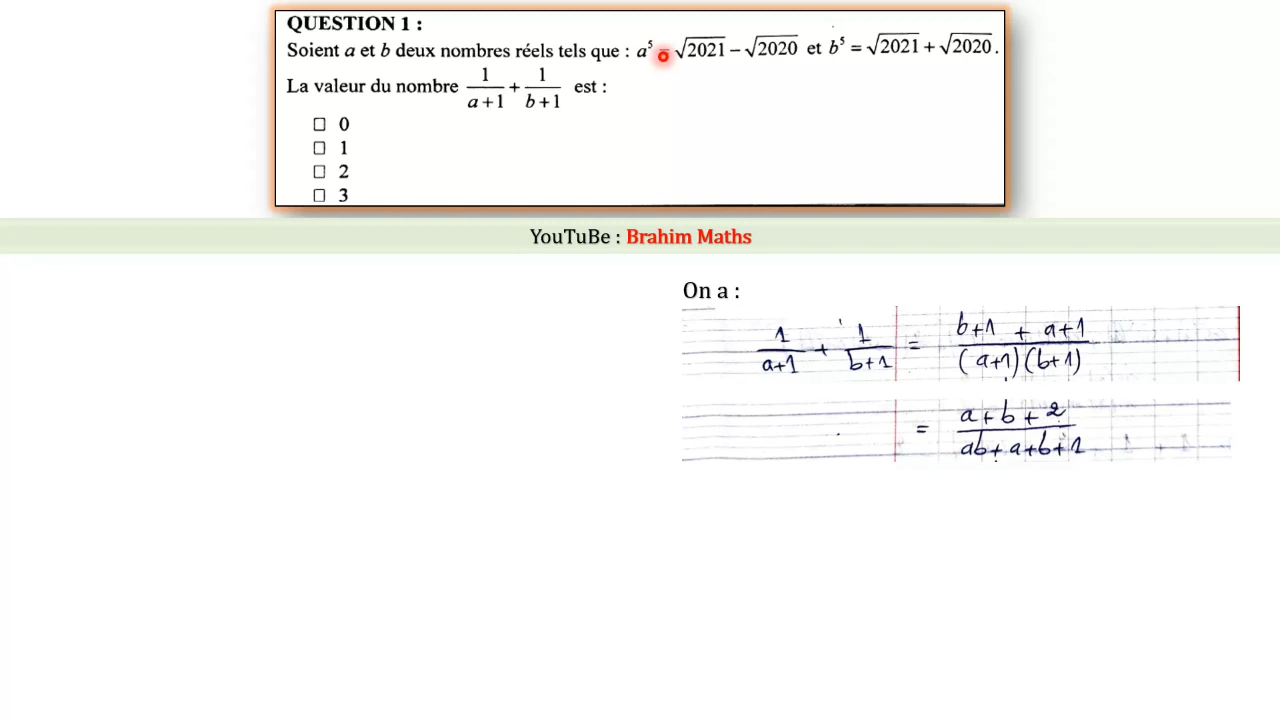 QUESTION 1 :
Soient a et b deux nombres réels tels que : a⁵ = √2021 − √2020 et b⁵ = √2021 + √2020.
La valeur du nombre 1/(a+1) + 1/(b+1) est :
□ 0
□ 1
□ 2
□ 3
YouTuBe : Brahim Maths
On a :
1/(a+1) + 1/(b+1) = (b+1 + a+1)/((a+1)(b+1))
= (a+b+2)/(ab+a+b+1)